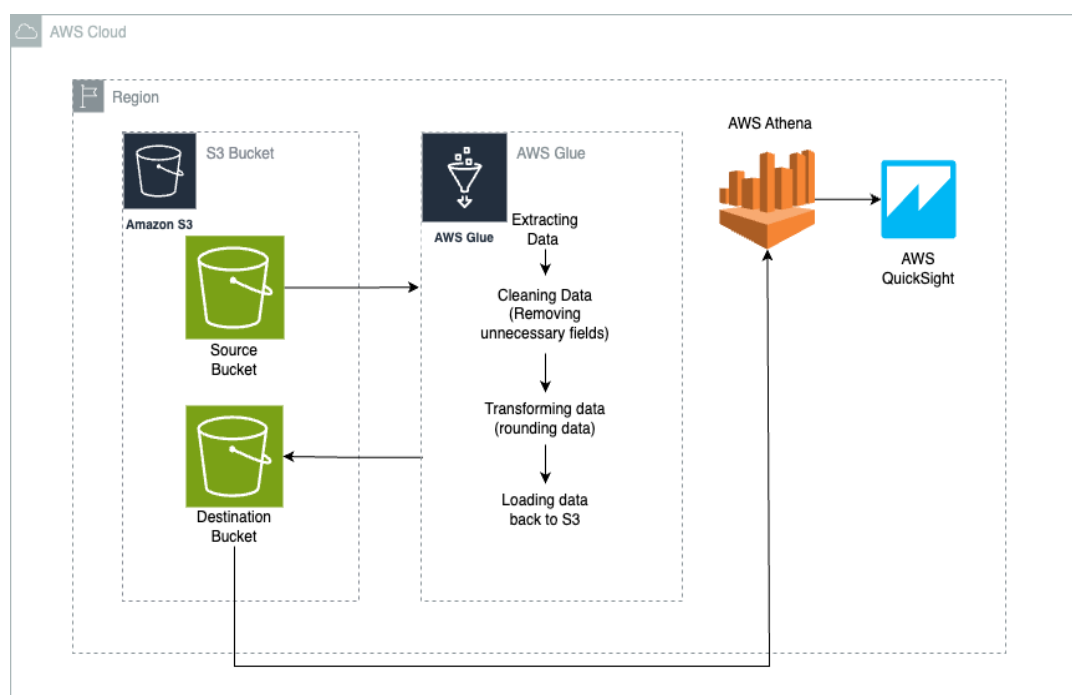 AWS Cloud
Region
S3 Bucket
Amazon S3
Source
Bucket
Destination
Bucket
AWS Glue
AWS Glue
Extracting
Data
Cleaning Data
(Removing
unnecessary fields)
Transforming data
(rounding data)
Loading data
back to S3
AWS Athena
AWS
QuickSight